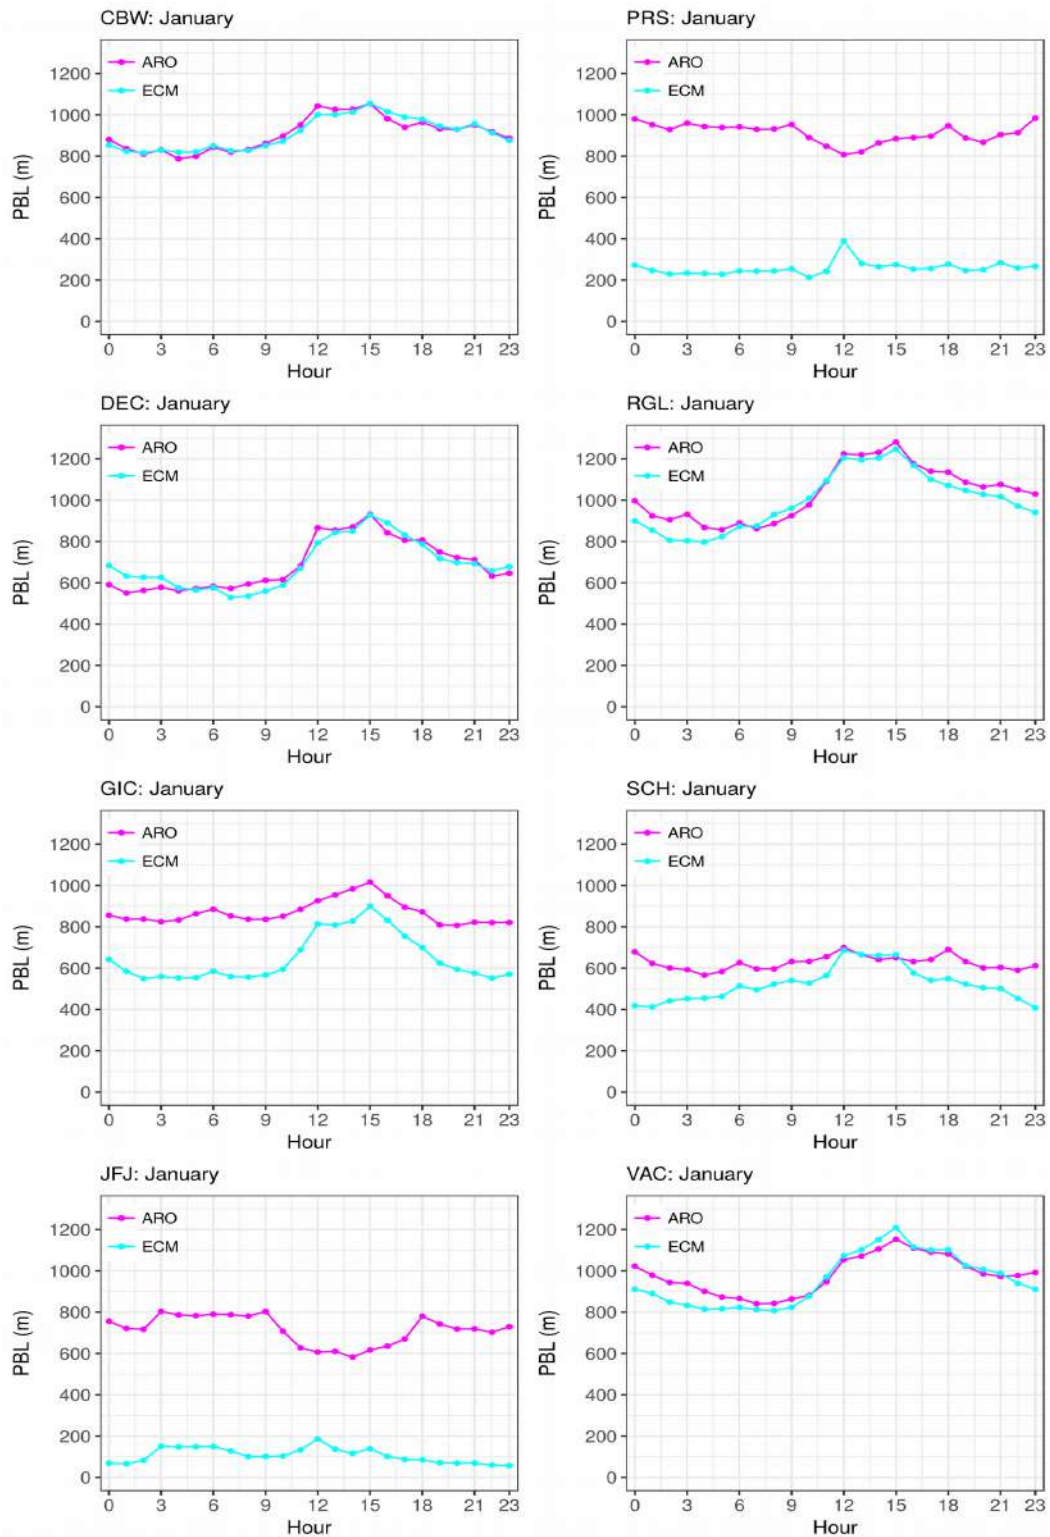 CBW: January
ARO
ECM
1200
1000
800
600
400
200
0
PBL (m)
0 3 6 9 12 15 18 21 23
Hour
PRS: January
ARO
ECM
1200
1000
800
600
400
200
0
PBL (m)
0 3 6 9 12 15 18 21 23
Hour
DEC: January
ARO
ECM
1200
1000
800
600
400
200
0
PBL (m)
0 3 6 9 12 15 18 21 23
Hour
RGL: January
ARO
ECM
1200
1000
800
600
400
200
0
PBL (m)
0 3 6 9 12 15 18 21 23
Hour
GIC: January
ARO
ECM
1200
1000
800
600
400
200
0
PBL (m)
0 3 6 9 12 15 18 21 23
Hour
SCH: January
ARO
ECM
1200
1000
800
600
400
200
0
PBL (m)
0 3 6 9 12 15 18 21 23
Hour
JFJ: January
ARO
ECM
1200
1000
800
600
400
200
0
PBL (m)
0 3 6 9 12 15 18 21 23
Hour
VAC: January
ARO
ECM
1200
1000
800
600
400
200
0
PBL (m)
0 3 6 9 12 15 18 21 23
Hour